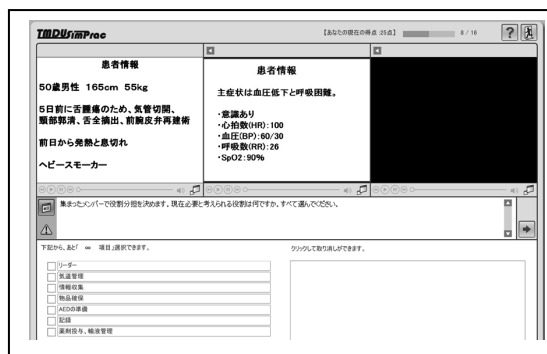 TMDUsimPrac
【あなたの現在の得点:25点】
8 / 16
?
患者情報
50歳男性 165cm 55kg
5日前に舌腫瘍のため、気管切開、
頸部郭清、舌全摘出、前腕皮弁再建術
前日から発熱と息切れ
ヘビースモーカー
患者情報
主症状は血圧低下と呼吸困難。
・意識あり
・心拍数(HR):100
・血圧(BP):60/30
・呼吸数(RR):26
・SpO2:90%
集まったメンバーで役割分担を決めます。現在必要と考えられる役割は何ですか。すべて選んでください。
下記から、あと「 ∞ 項目」選択できます。
クリックして取り消しができます。
リーダー
気道管理
情報収集
物品確保
AEDの準備
記録
薬剤投与、輸液管理